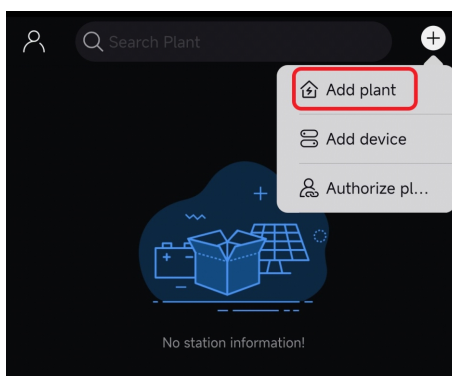 Search Plant
Add plant
Add device
Authorize pl...
No station information!